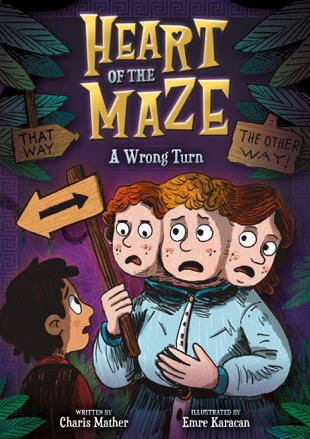 HEART
OF THE
MAZE
A Wrong Turn
THAT
WAY
THE OTHER
WAY!
WRITTEN BY
Charis Mather
ILLUSTRATED BY
Emre Karacan